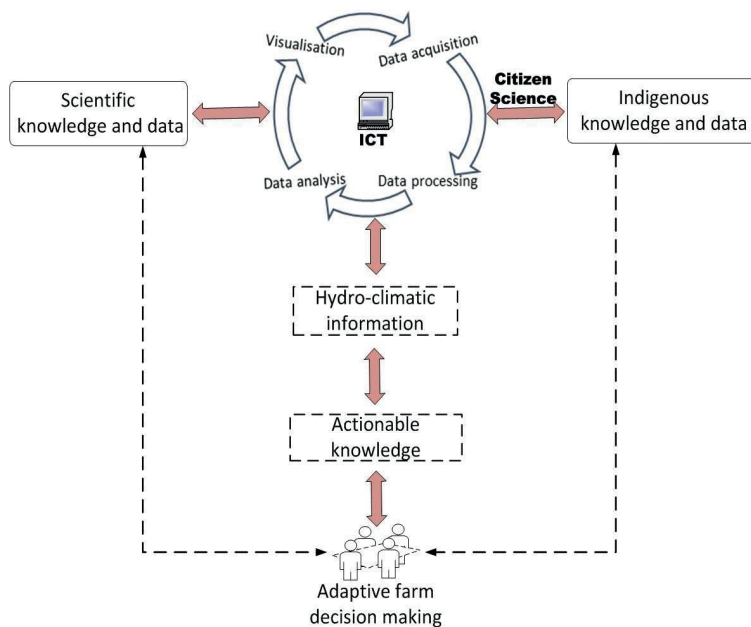 Visualisation
Data acquisition
Citizen
Science
Scientific
knowledge and data
ICT
Indigenous
knowledge and data
Data analysis
Data processing
Hydro-climatic
information
Actionable
knowledge
Adaptive farm
decision making